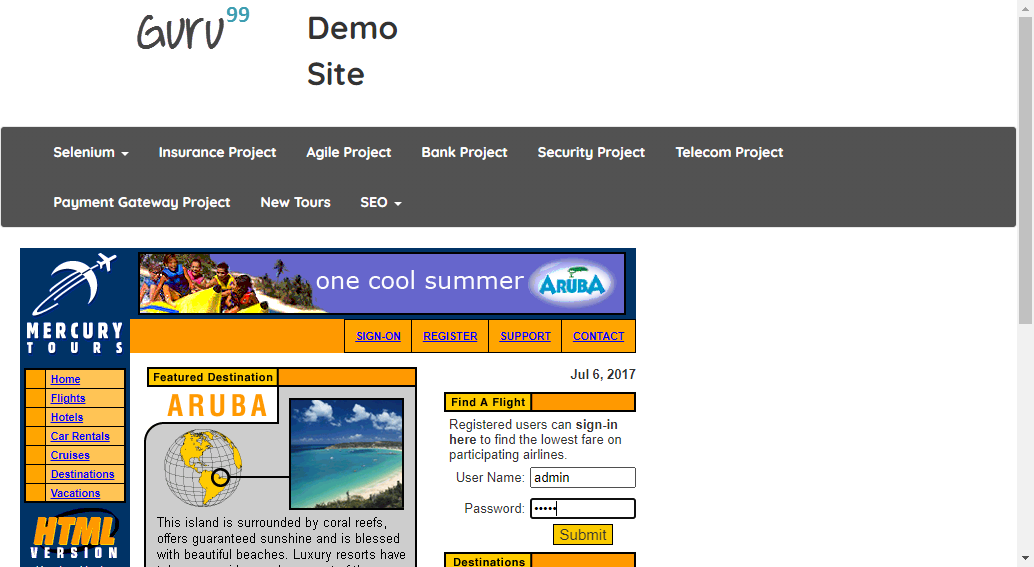 Guru99
Demo
Site
Selenium
Insurance Project
Agile Project
Bank Project
Security Project
Telecom Project
Payment Gateway Project
New Tours
SEO
one cool summer
ARUBA
MERCURY
TOURS
SIGN-ON
REGISTER
SUPPORT
CONTACT
Home
Flights
Hotels
Car Rentals
Cruises
Destinations
Vacations
HTML
VERSION
Featured Destination
ARUBA
This island is surrounded by coral reefs,
offers guaranteed sunshine and is blessed
with beautiful beaches. Luxury resorts have
Jul 6, 2017
Find A Flight
Registered users can sign-in
here to find the lowest fare on
participating airlines.
User Name: admin
Password: •••••
Submit
Destinations